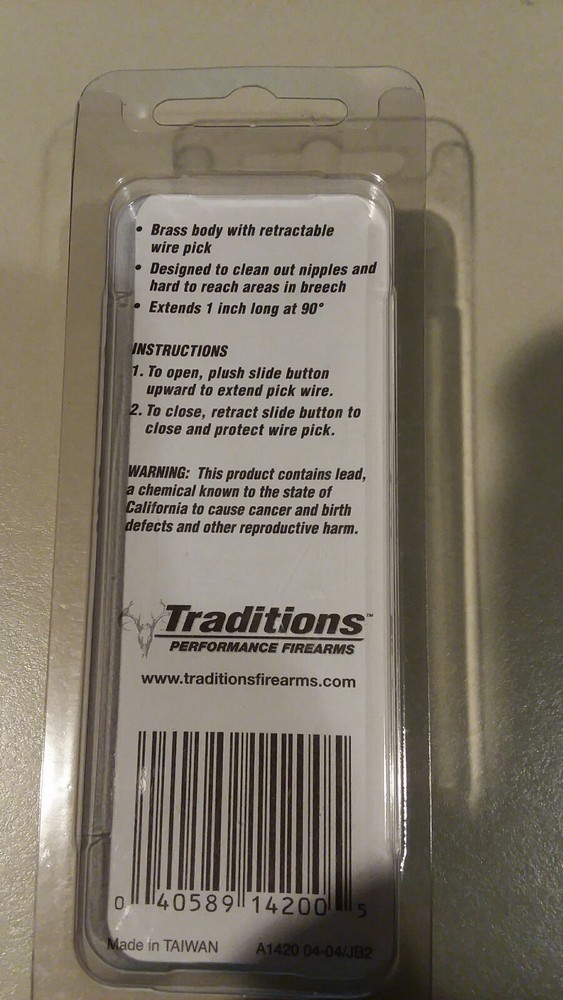 • Brass body with retractable
wire pick
• Designed to clean out nipples and
hard to reach areas in breech
• Extends 1 inch long at 90°
INSTRUCTIONS
1. To open, plush slide button
upward to extend pick wire.
2. To close, retract slide button to
close and protect wire pick.
WARNING: This product contains lead,
a chemical known to the state of
California to cause cancer and birth
defects and other reproductive harm.
Traditions™
PERFORMANCE FIREARMS
www.traditionsfirearms.com
0 40589 14200 5
Made in TAIWAN A1420 04-04/JB2